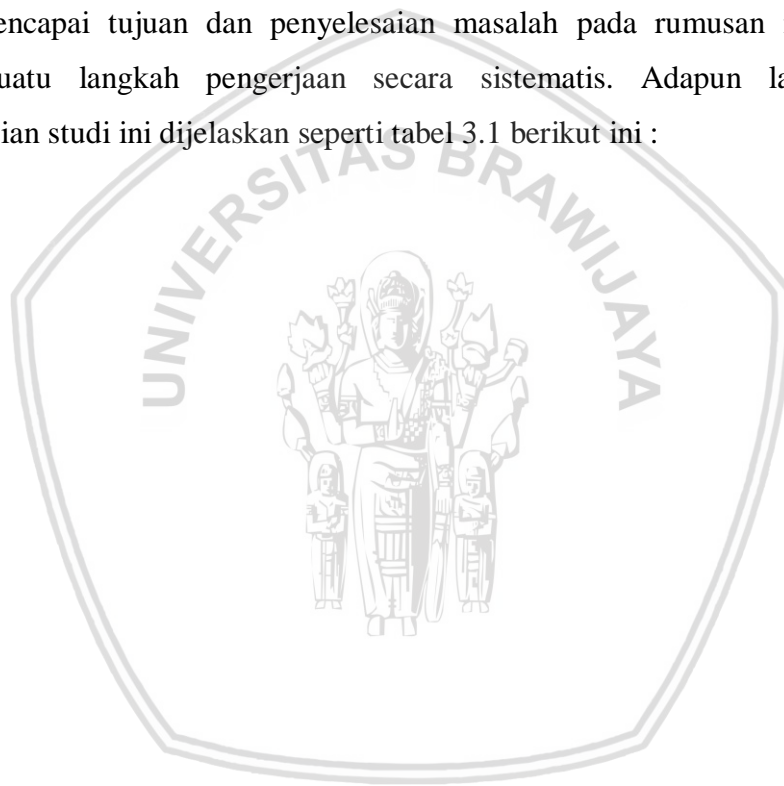 encapai tujuan dan penyelesaian masalah pada rumusan
uatu langkah pengerjaan secara sistematis. Adapun la
ian studi ini dijelaskan seperti tabel 3.1 berikut ini :
UNIVERSITAS BRAWIJAYA